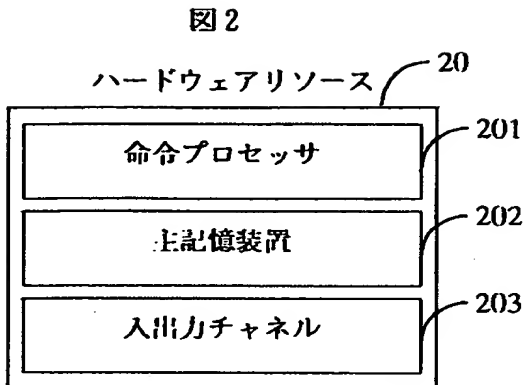 図2
ハードウェアリソース 20
命令プロセッサ 201
主記憶装置 202
入出力チャネル 203